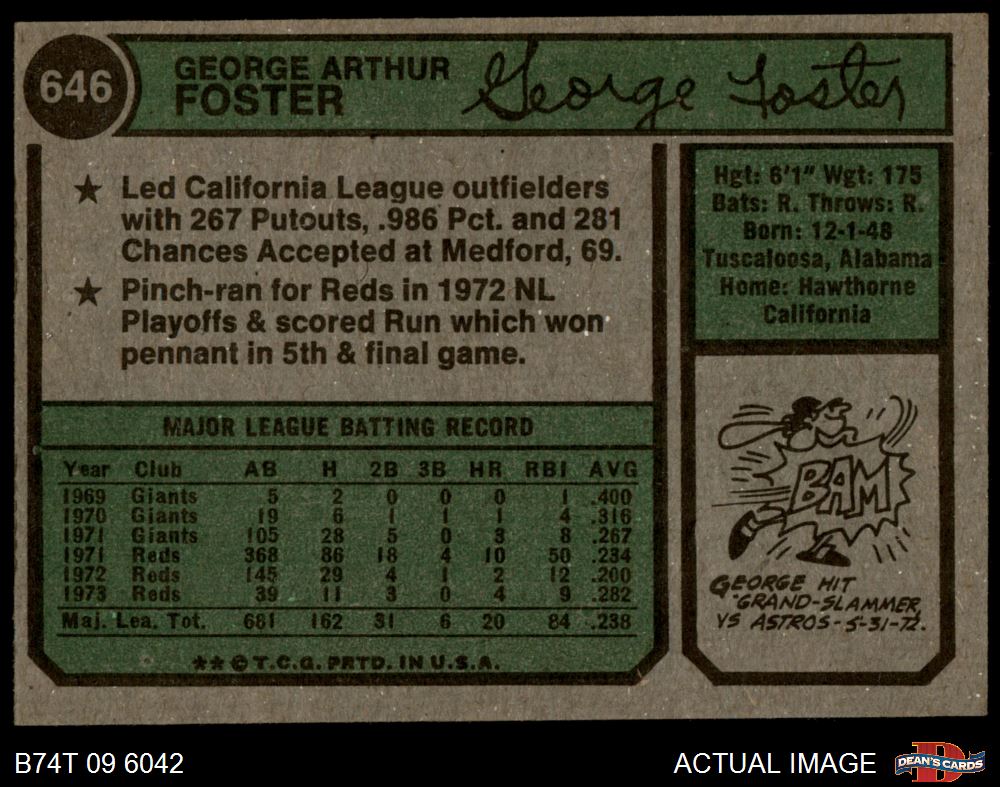 646
GEORGE ARTHUR
FOSTER
George Foster
★ Led California League outfielders
with 267 Putouts, .986 Pct. and 281
Chances Accepted at Medford, 69.
★ Pinch-ran for Reds in 1972 NL
Playoffs & scored Run which won
pennant in 5th & final game.
Hgt: 6'1" Wgt: 175
Bats: R. Throws: R.
Born: 12-1-48
Tuscaloosa, Alabama
Home: Hawthorne
California
MAJOR LEAGUE BATTING RECORD
Year Club AB H 2B 3B HR RBI AVG
1969 Giants 5 2 0 0 0 1 .400
1970 Giants 19 6 1 1 1 4 .316
1971 Giants 105 28 5 0 3 8 .267
1971 Reds 368 86 18 4 10 50 .234
1972 Reds 145 29 4 1 2 12 .200
1973 Reds 39 11 3 0 4 9 .282
Maj. Lea. Tot. 681 162 31 6 20 84 .238
★★ © T.C.G. PRTD. IN U.S.A.
BAM
GEORGE HIT
GRAND-SLAMMER,
VS ASTROS-5-31-72.
B74T 09 6042
ACTUAL IMAGE
D
DEAN'S CARDS